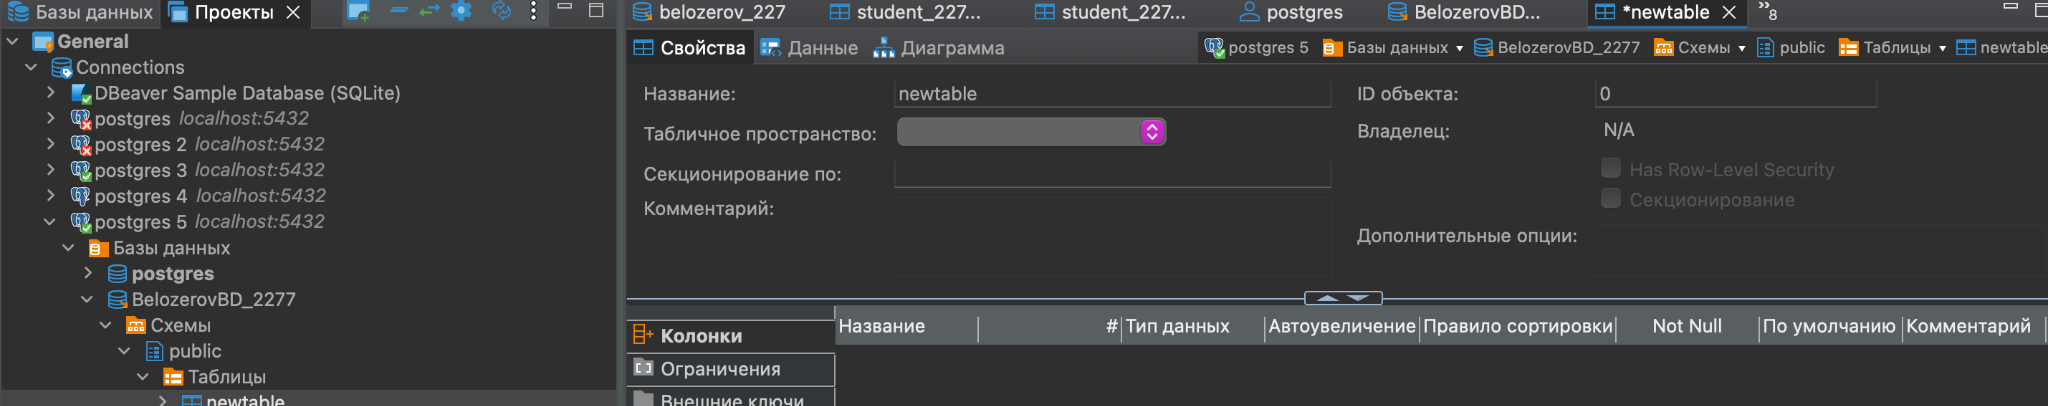 Базы данных Проекты
General
Connections
DBeaver Sample Database (SQLite)
postgres localhost:5432
postgres 2 localhost:5432
postgres 3 localhost:5432
postgres 4 localhost:5432
postgres 5 localhost:5432
Базы данных
postgres
BelozerovBD_2277
Схемы
public
Таблицы
newtable
belozerov_227 student_227... student_227... postgres BelozerovBD... *newtable »8
Свойства Данные Диаграмма postgres 5 Базы данных BelozerovBD_2277 Схемы public Таблицы newtable
Название: newtable ID объекта: 0
Табличное пространство: Владелец: N/A
Has Row-Level Security
Секционирование по:
Секционирование
Комментарий:
Дополнительные опции:
Название # Тип данных Автоувеличение Правило сортировки Not Null По умолчанию Комментарий
Колонки
Ограничения
Внешние ключи